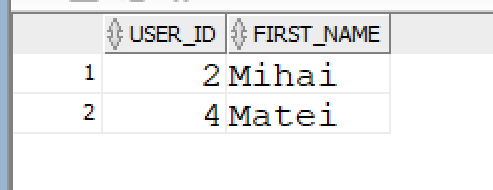 USER_ID FIRST_NAME
1 2 Mihai
2 4 Matei